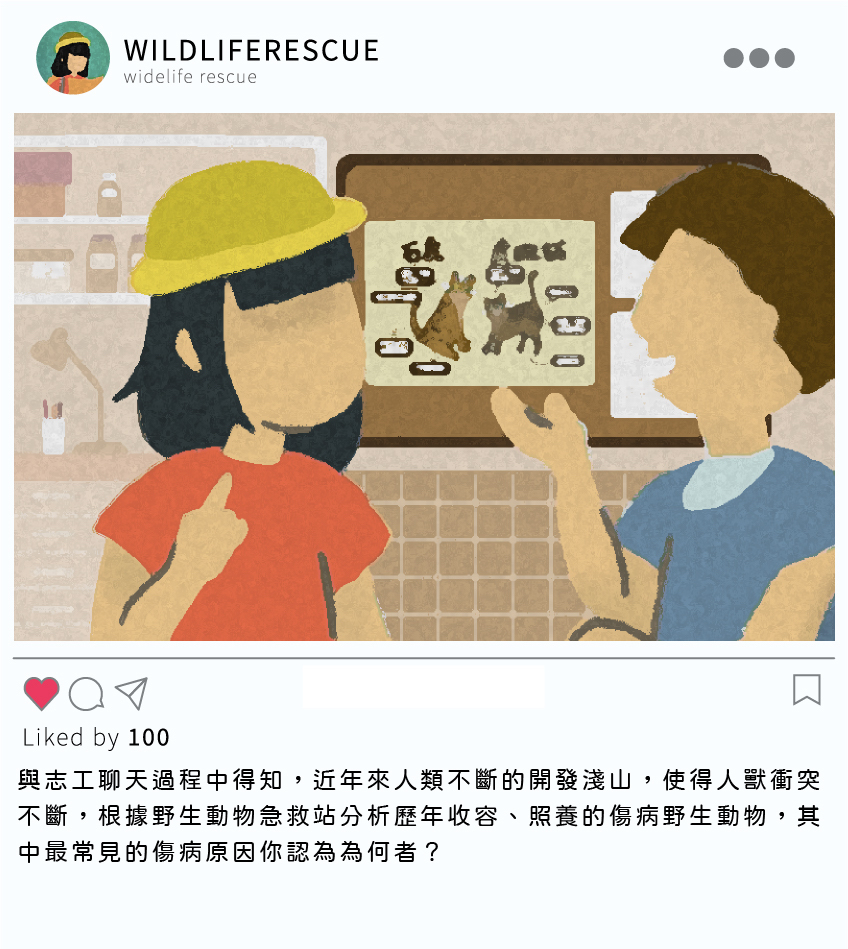 WILDLIFERESCUE
widelife rescue
Liked by 100
與志工聊天過程中得知，近年來人類不斷的開發淺山，使得人獸衝突
不斷，根據野生動物急救站分析歷年收容、照養的傷病野生動物，其
中最常見的傷病原因你認為為何者？